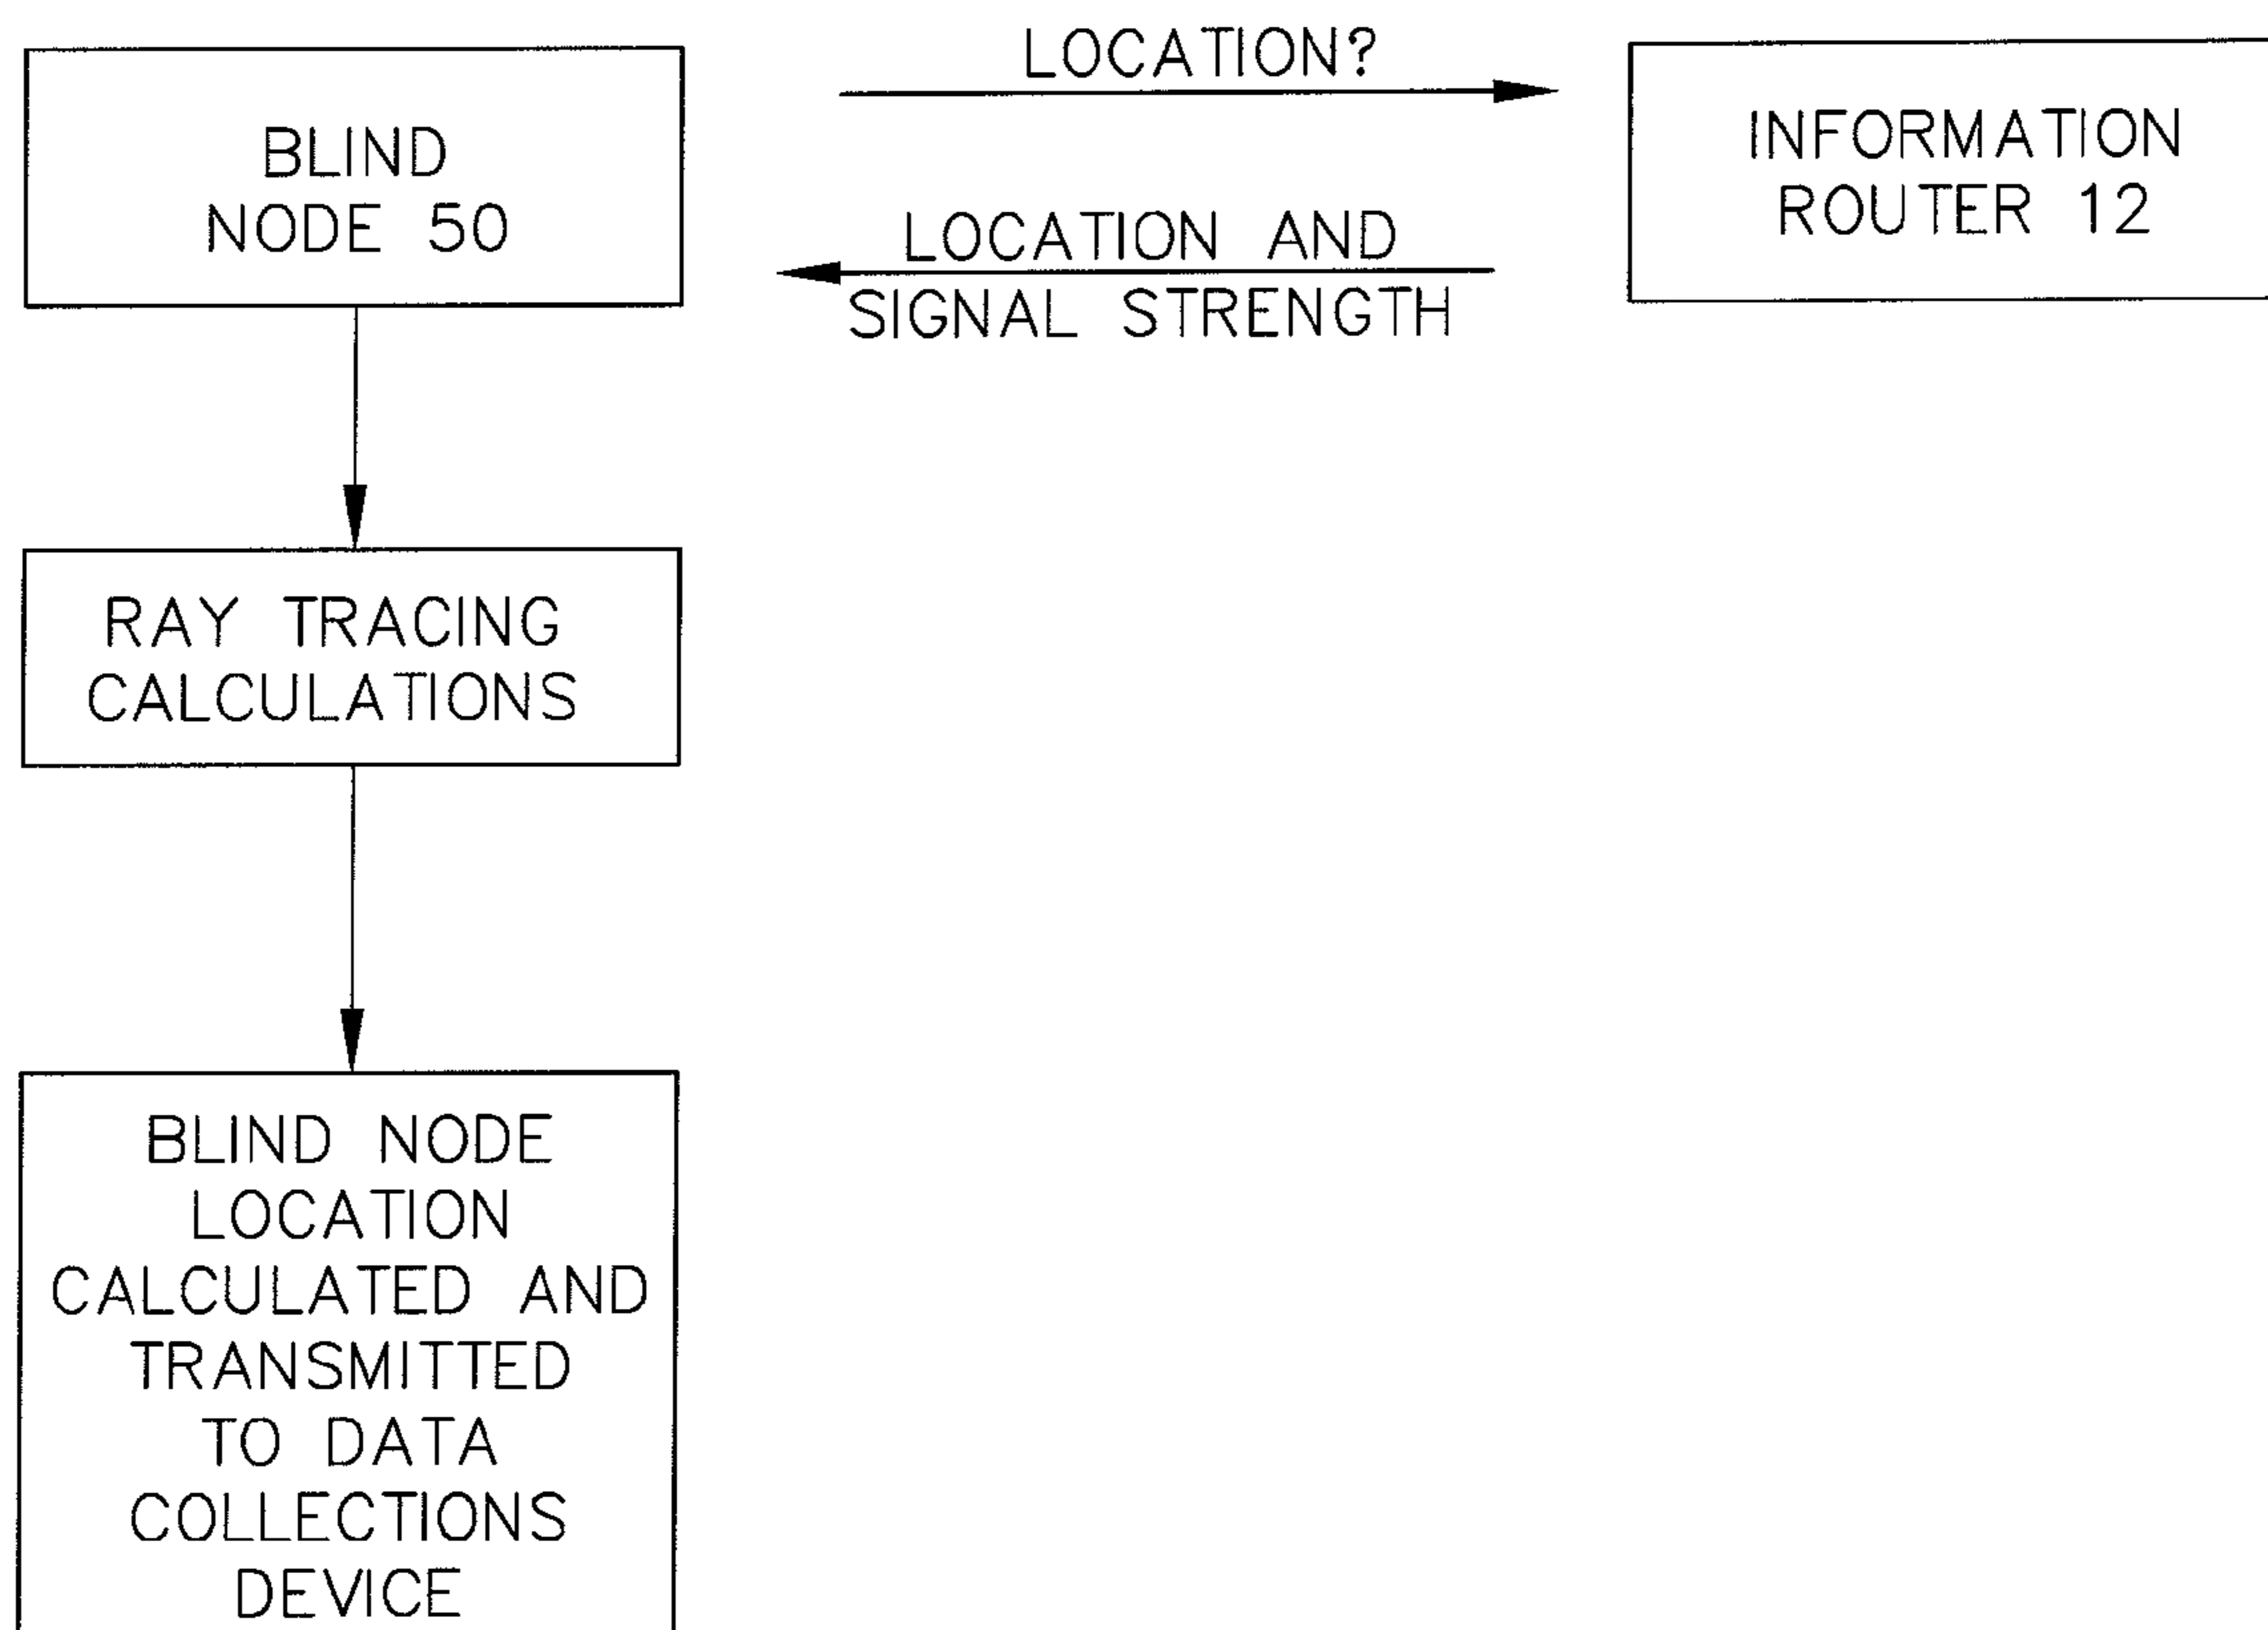 BLIND
NODE 50
LOCATION?
LOCATION AND
SIGNAL STRENGTH
INFORMATION
ROUTER 12
RAY TRACING
CALCULATIONS
BLIND NODE
LOCATION
CALCULATED AND
TRANSMITTED
TO DATA
COLLECTIONS
DEVICE